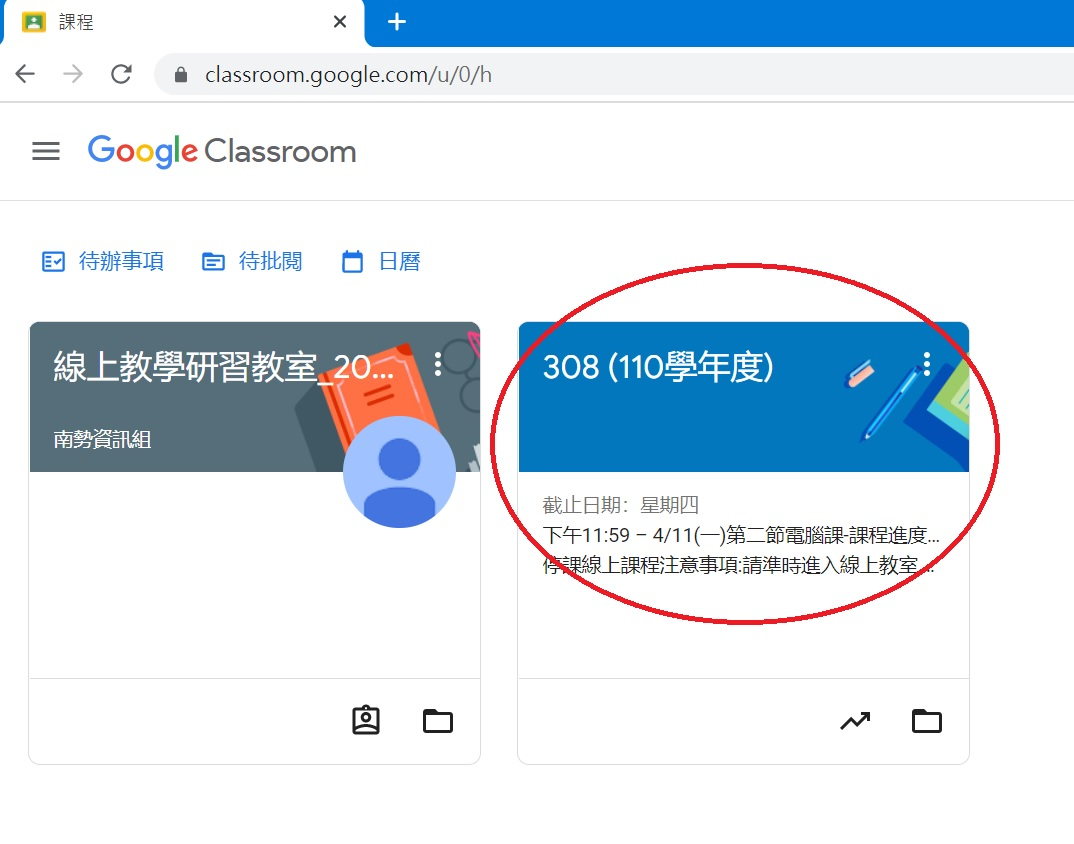 課程
classroom.google.com/u/0/h
Google Classroom
待辦事項
待批閱
日曆
線上教學研習教室_20...
南勢資訊組
308 (110學年度)
截止日期：星期四
下午11:59 – 4/11(一)第二節電腦課-課程進度...
停課線上課程注意事項:請準時進入線上教室...